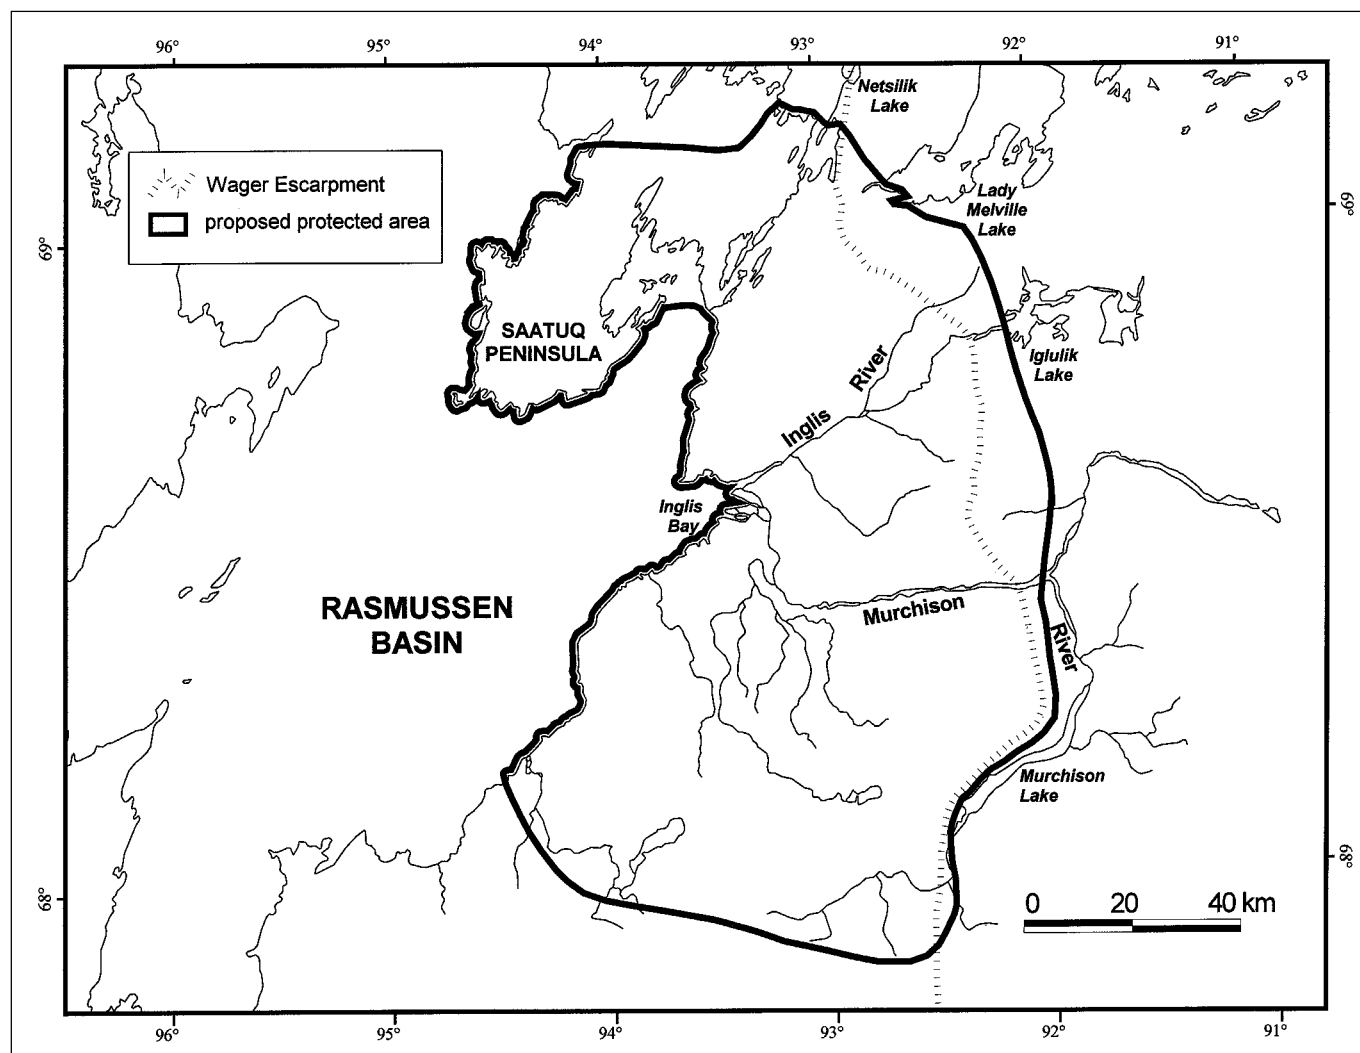 96° 95° 94° 93° 92° 91°
Netsilik
Lake
Wager Escarpment
proposed protected area
Lady
Melville
Lake
69°
69°
SAATUQ
PENINSULA
Iglulik
Lake
Inglis River
Inglis
Bay
RASMUSSEN
BASIN
Murchison River
Murchison
Lake
68°
68°
0 20 40 km
96° 95° 94° 93° 92° 91°